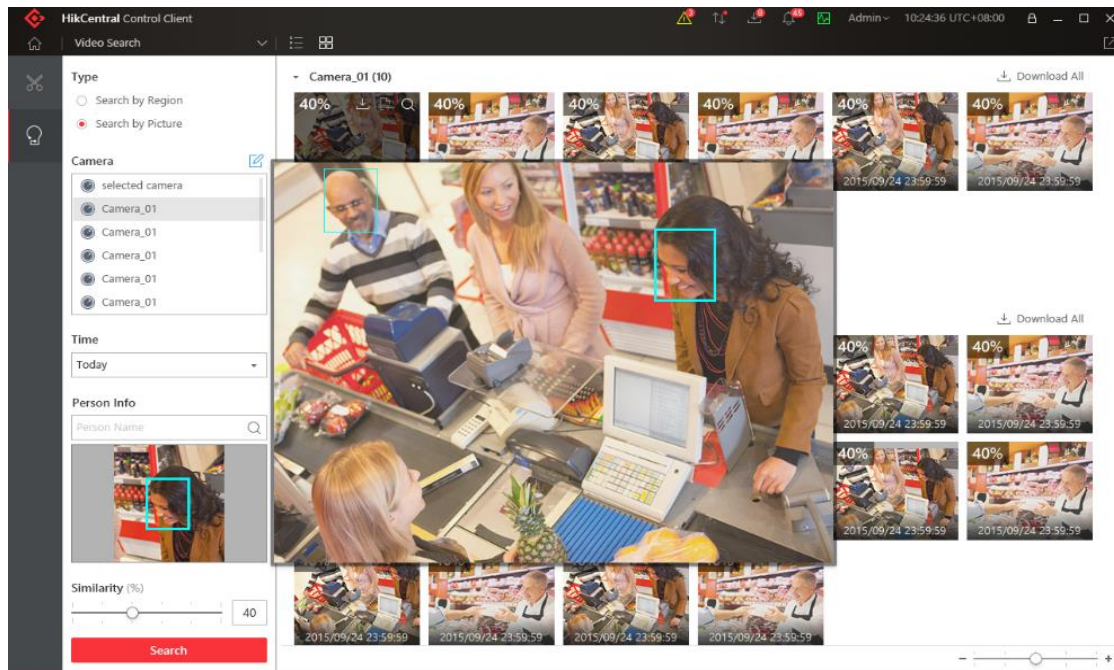 HikCentral Control Client
3
8
45
Admin
10:24:36 UTC+08:00
Video Search
Type
Search by Region
Search by Picture
Camera
selected camera
Camera_01
Camera_01
Camera_01
Camera_01
Camera_01
Time
Today
Person Info
Person Name
Similarity (%)
40
Search
Camera_01 (10)
Download All
40%
40%
40%
40%
40%
40%
2015/09/24 23:59:59
2015/09/24 23:59:59
Download All
40%
40%
2015/09/24 23:59:59
2015/09/24 23:59:59
40%
40%
2015/09/24 23:59:59
2015/09/24 23:59:59
2015/09/24 23:59:59
2015/09/24 23:59:59
2015/09/24 23:59:59
2015/09/24 23:59:59